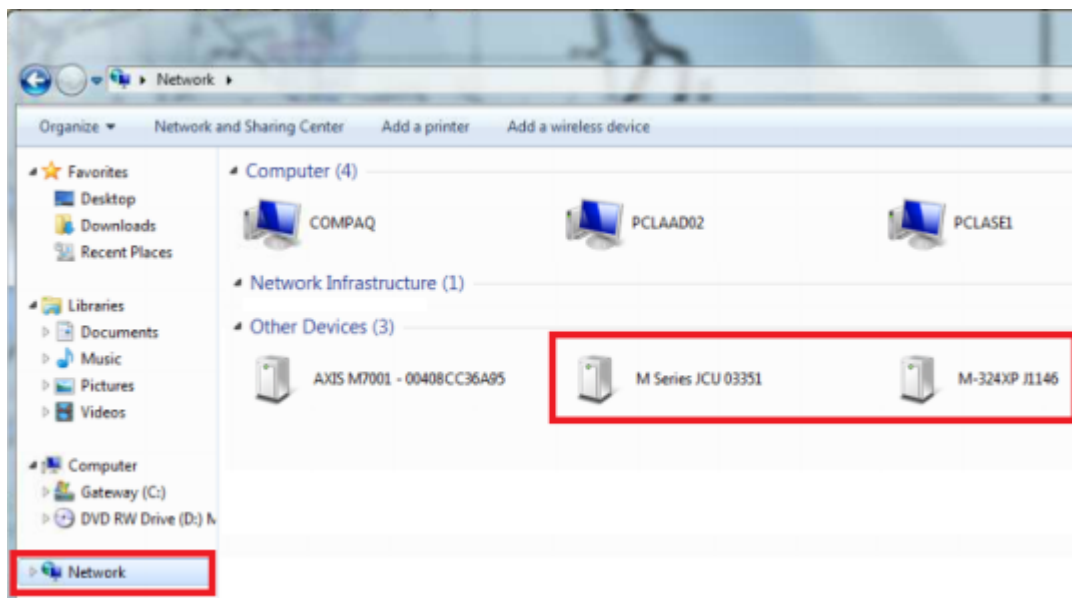 Network
Organize Network and Sharing Center Add a printer Add a wireless device
Favorites
Desktop
Downloads
Recent Places
Libraries
Documents
Music
Pictures
Videos
Computer
Gateway (C:)
DVD RW Drive (D:) M
Network
Computer (4)
COMPAQ PCLAAD02 PCLASE1
Network Infrastructure (1)
Other Devices (3)
AXIS M7001 - 00408CC36A95 M Series JCU 03351 M-324XP J1146